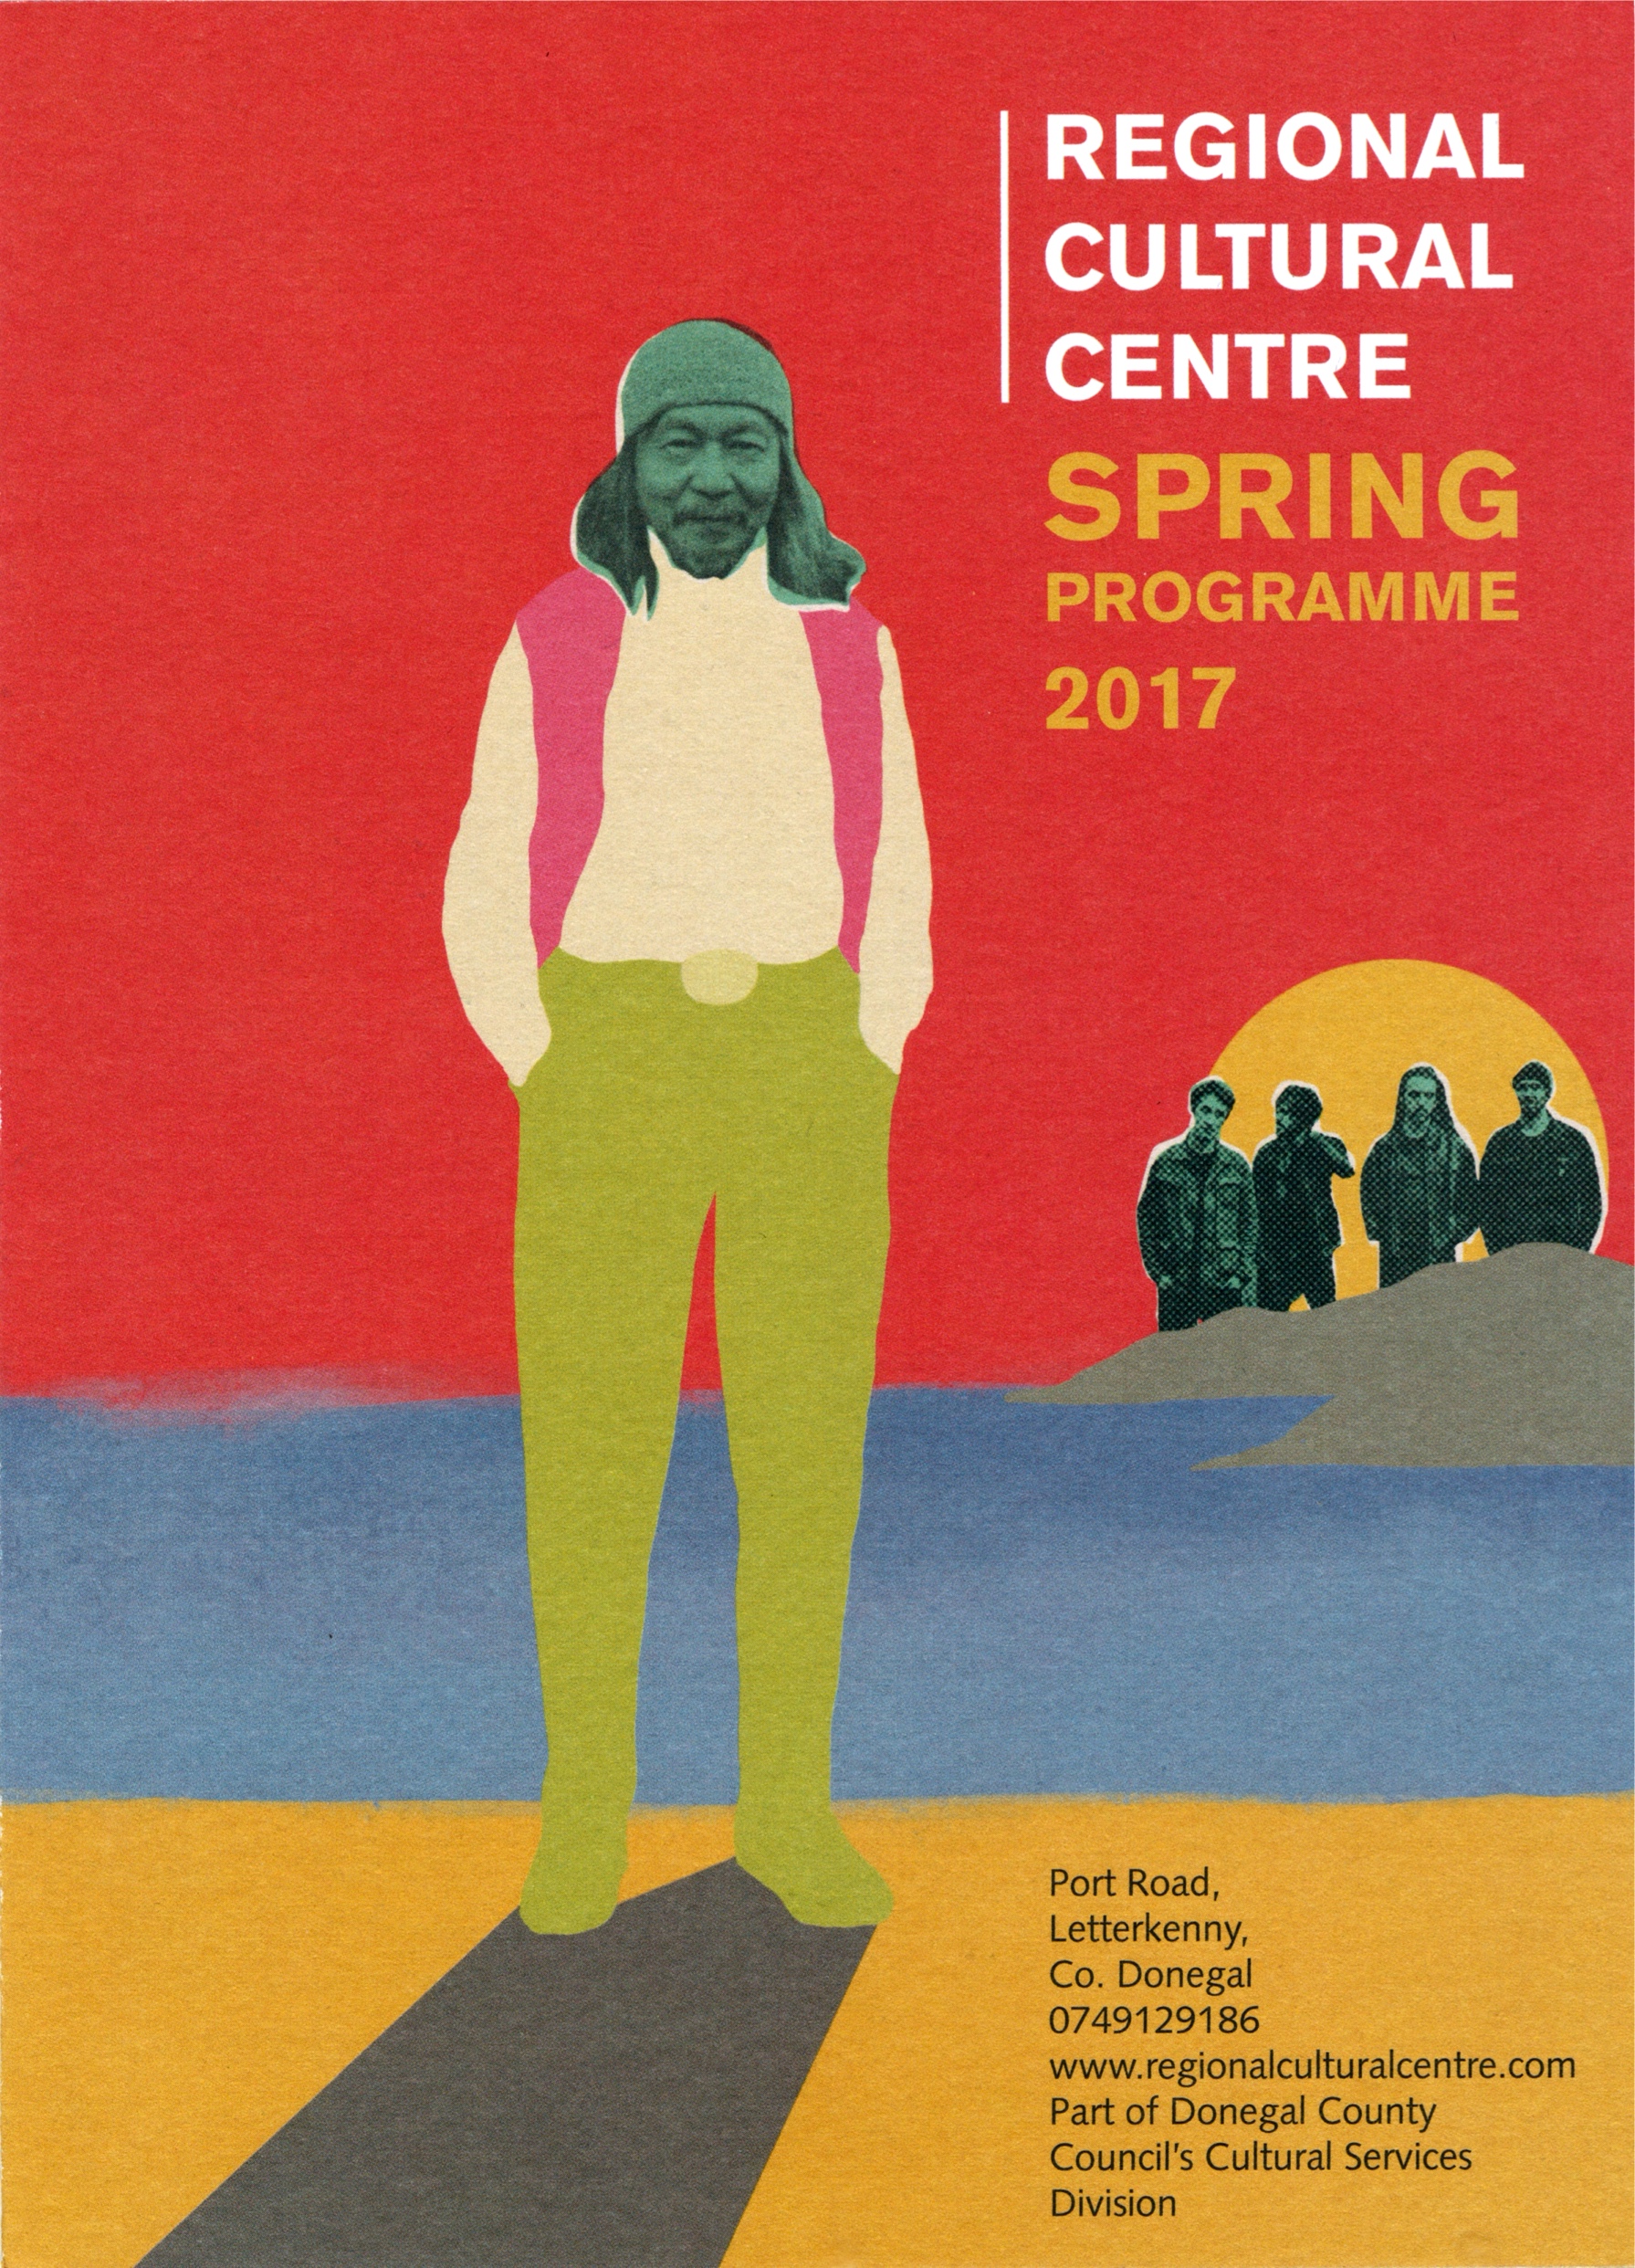 REGIONAL
CULTURAL
CENTRE
SPRING
PROGRAMME
2017
Port Road,
Letterkenny,
Co. Donegal
0749129186
www.regionalculturalcentre.com
Part of Donegal County
Council's Cultural Services
Division